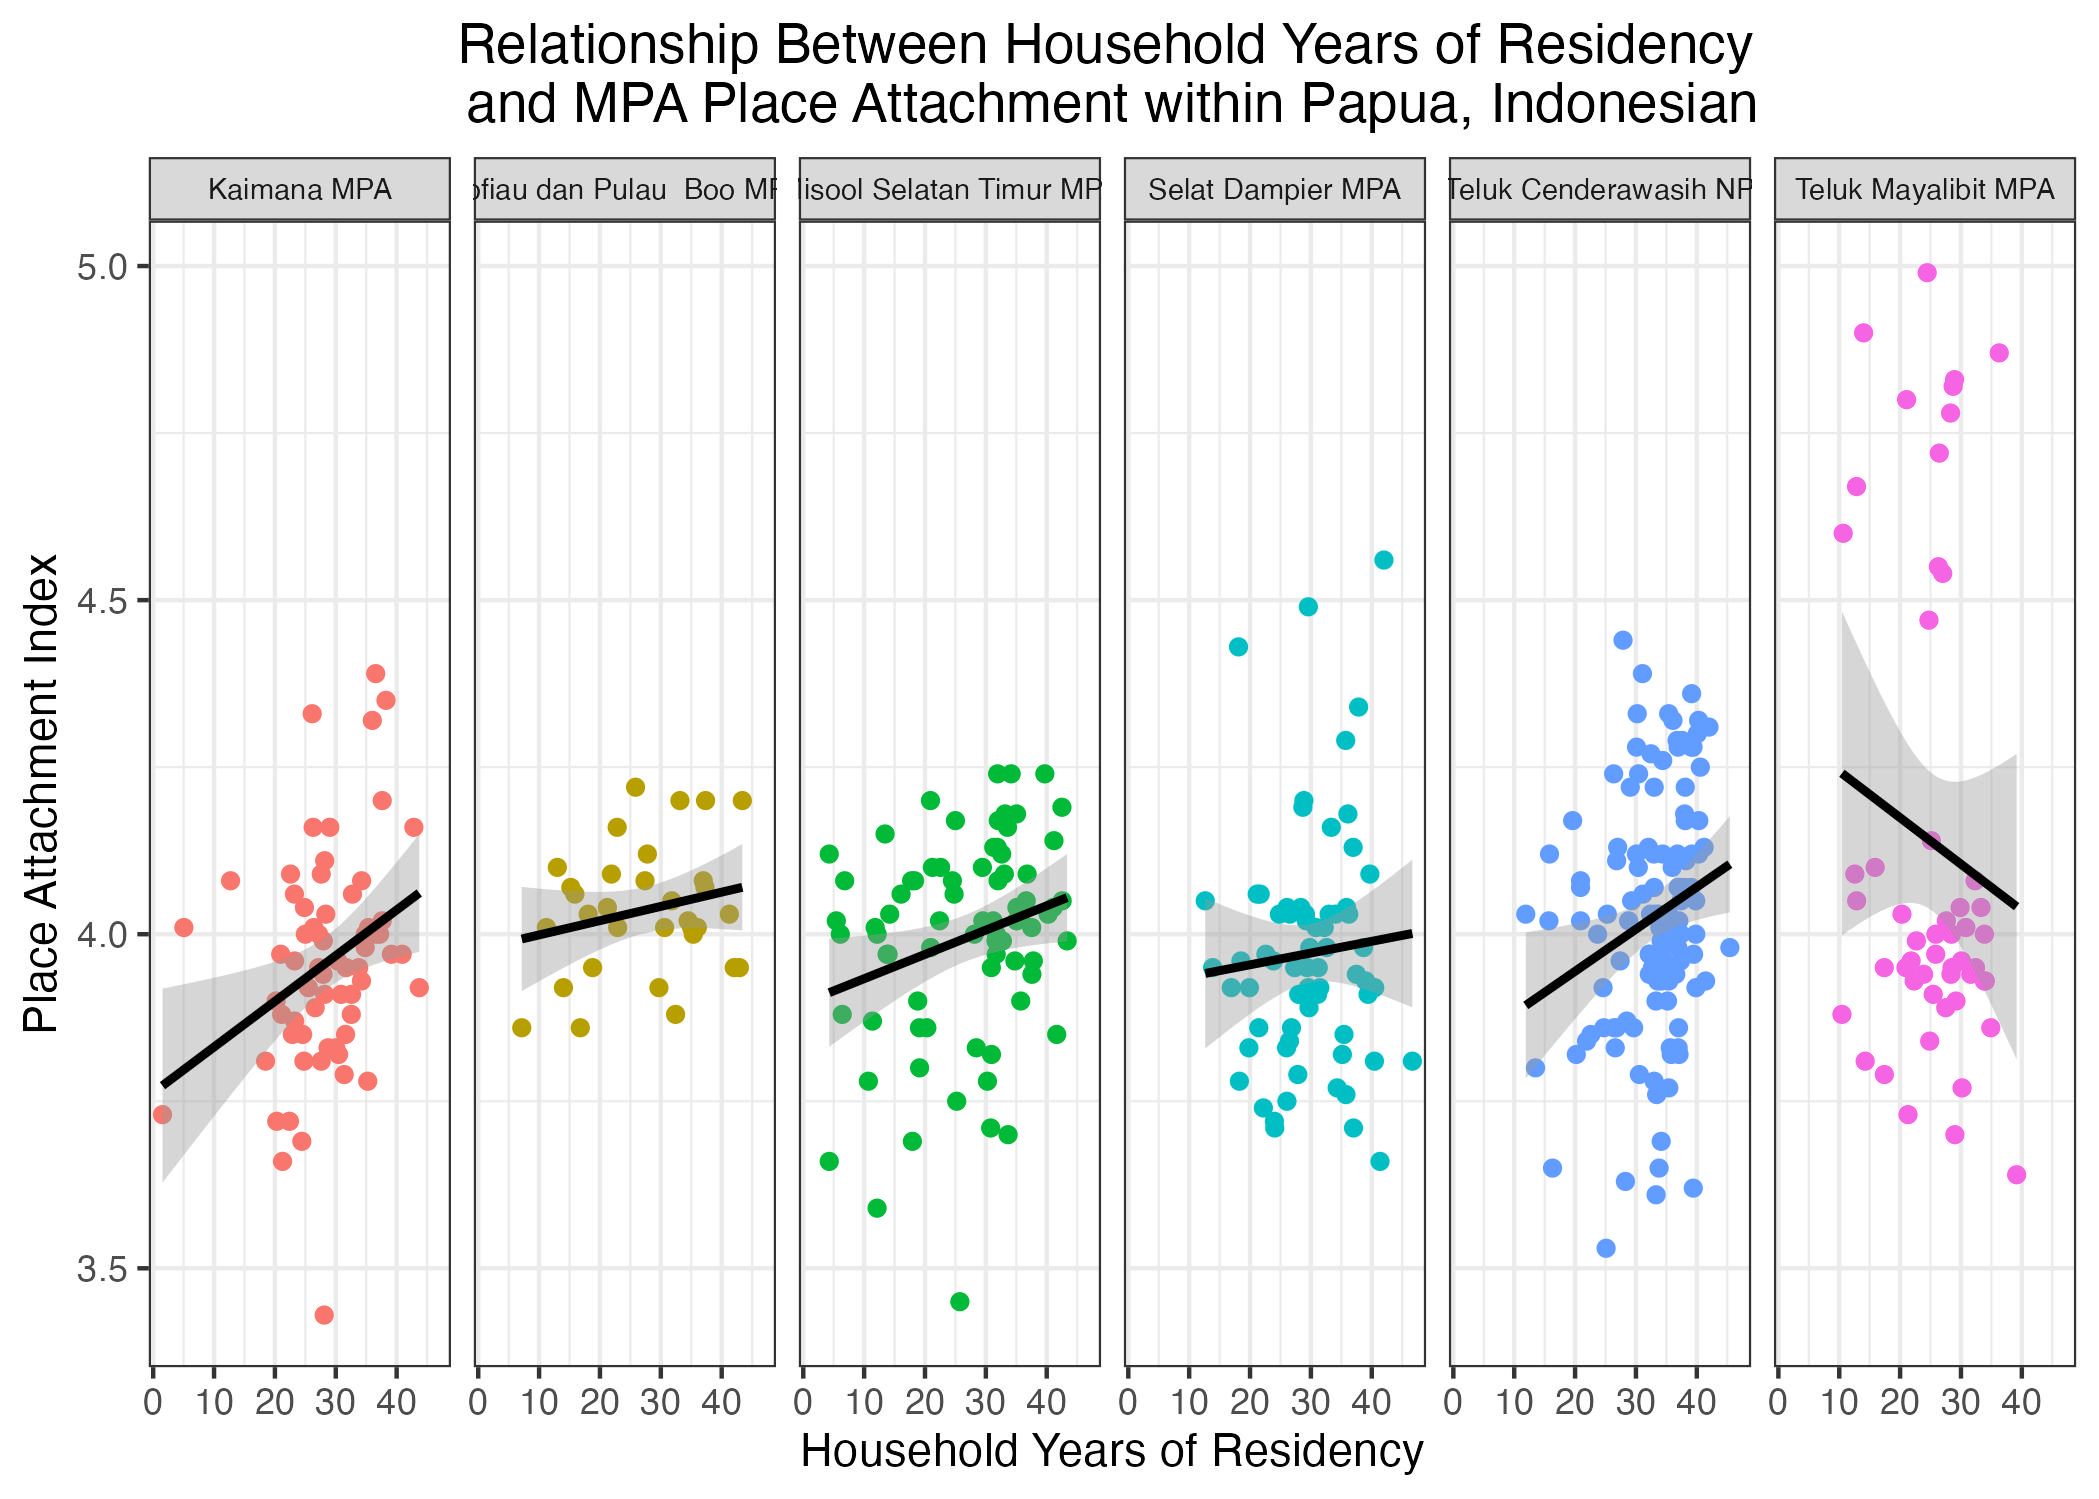 Relationship Between Household Years of Residency
and MPA Place Attachment within Papua, Indonesian
Kaimana MPA
ofiau dan Pulau  Boo MP
isool Selatan Timur MP
Selat Dampier MPA
Teluk Cenderawasih NP
Teluk Mayalibit MPA
Place Attachment Index
5.0
4.5
4.0
3.5
0 10 20 30 40
0 10 20 30 40
0 10 20 30 40
0 10 20 30 40
0 10 20 30 40
0 10 20 30 40
Household Years of Residency